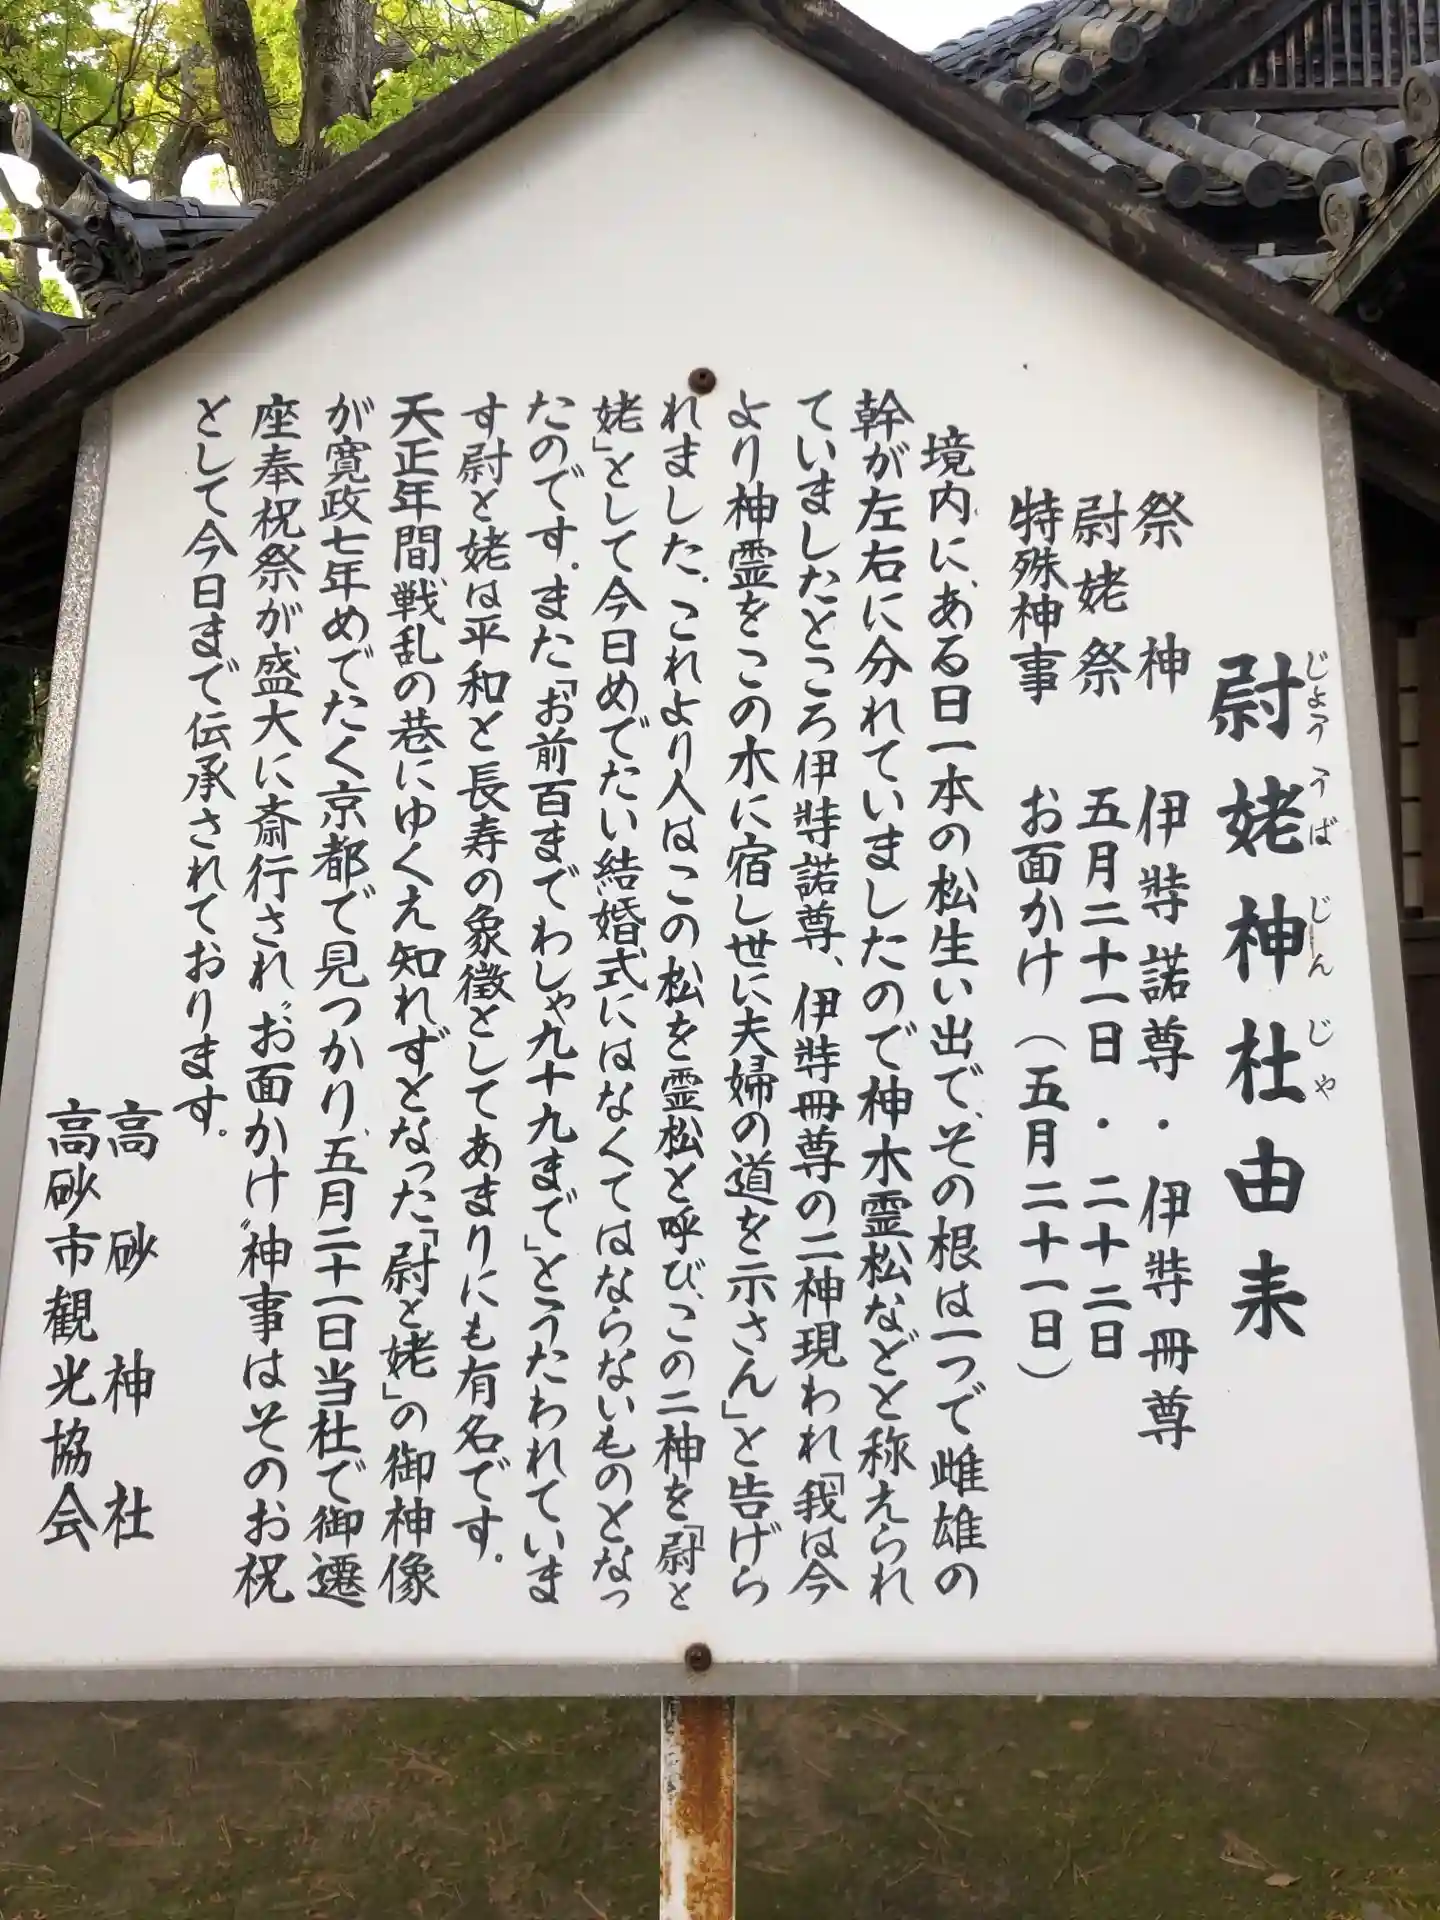 尉姥神社由来
じょう うば じん じゃ
祭神 伊弉諾尊・伊弉冊尊
尉姥祭 五月二十一日・二十二日
特殊神事 お面かけ(五月二十一日)
境内に、ある日一本の松生い出で、その根は一つで雌雄の
幹が左右に分れていましたので神木霊松などと称えられ
ていましたところ伊弉諾尊、伊弉冊尊の二神現われ「我は今
より神霊をこの木に宿し世に夫婦の道を示さん」と告げら
れました。これより人はこの松を霊松と呼び、この二神を「尉と
姥」として今日めでたい結婚式にはなくてはならないものとなっ
たのです。また「お前百までわしゃ九十九まで」とうたわれていま
す尉と姥は平和と長寿の象徴としてあまりにも有名です。
天正年間、戦乱の巷にゆくえ知れずとなった「尉と姥」の御神像
が寛政七年めでたく京都で見つかり、五月二十一日当社で御遷
座奉祝祭が盛大に斎行され〝お面かけ〟神事はそのお祝
として今日まで伝承されております。
高砂神社
高砂市観光協会